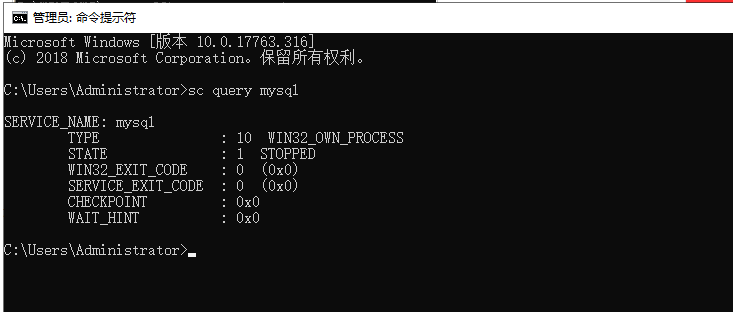 管理员: 命令提示符
Microsoft Windows [版本 10.0.17763.316]
(c) 2018 Microsoft Corporation。保留所有权利。
C:\Users\Administrator>sc query mysql
SERVICE_NAME: mysql
TYPE : 10 WIN32_OWN_PROCESS
STATE : 1 STOPPED
WIN32_EXIT_CODE : 0 (0x0)
SERVICE_EXIT_CODE : 0 (0x0)
CHECKPOINT : 0x0
WAIT_HINT : 0x0
C:\Users\Administrator>